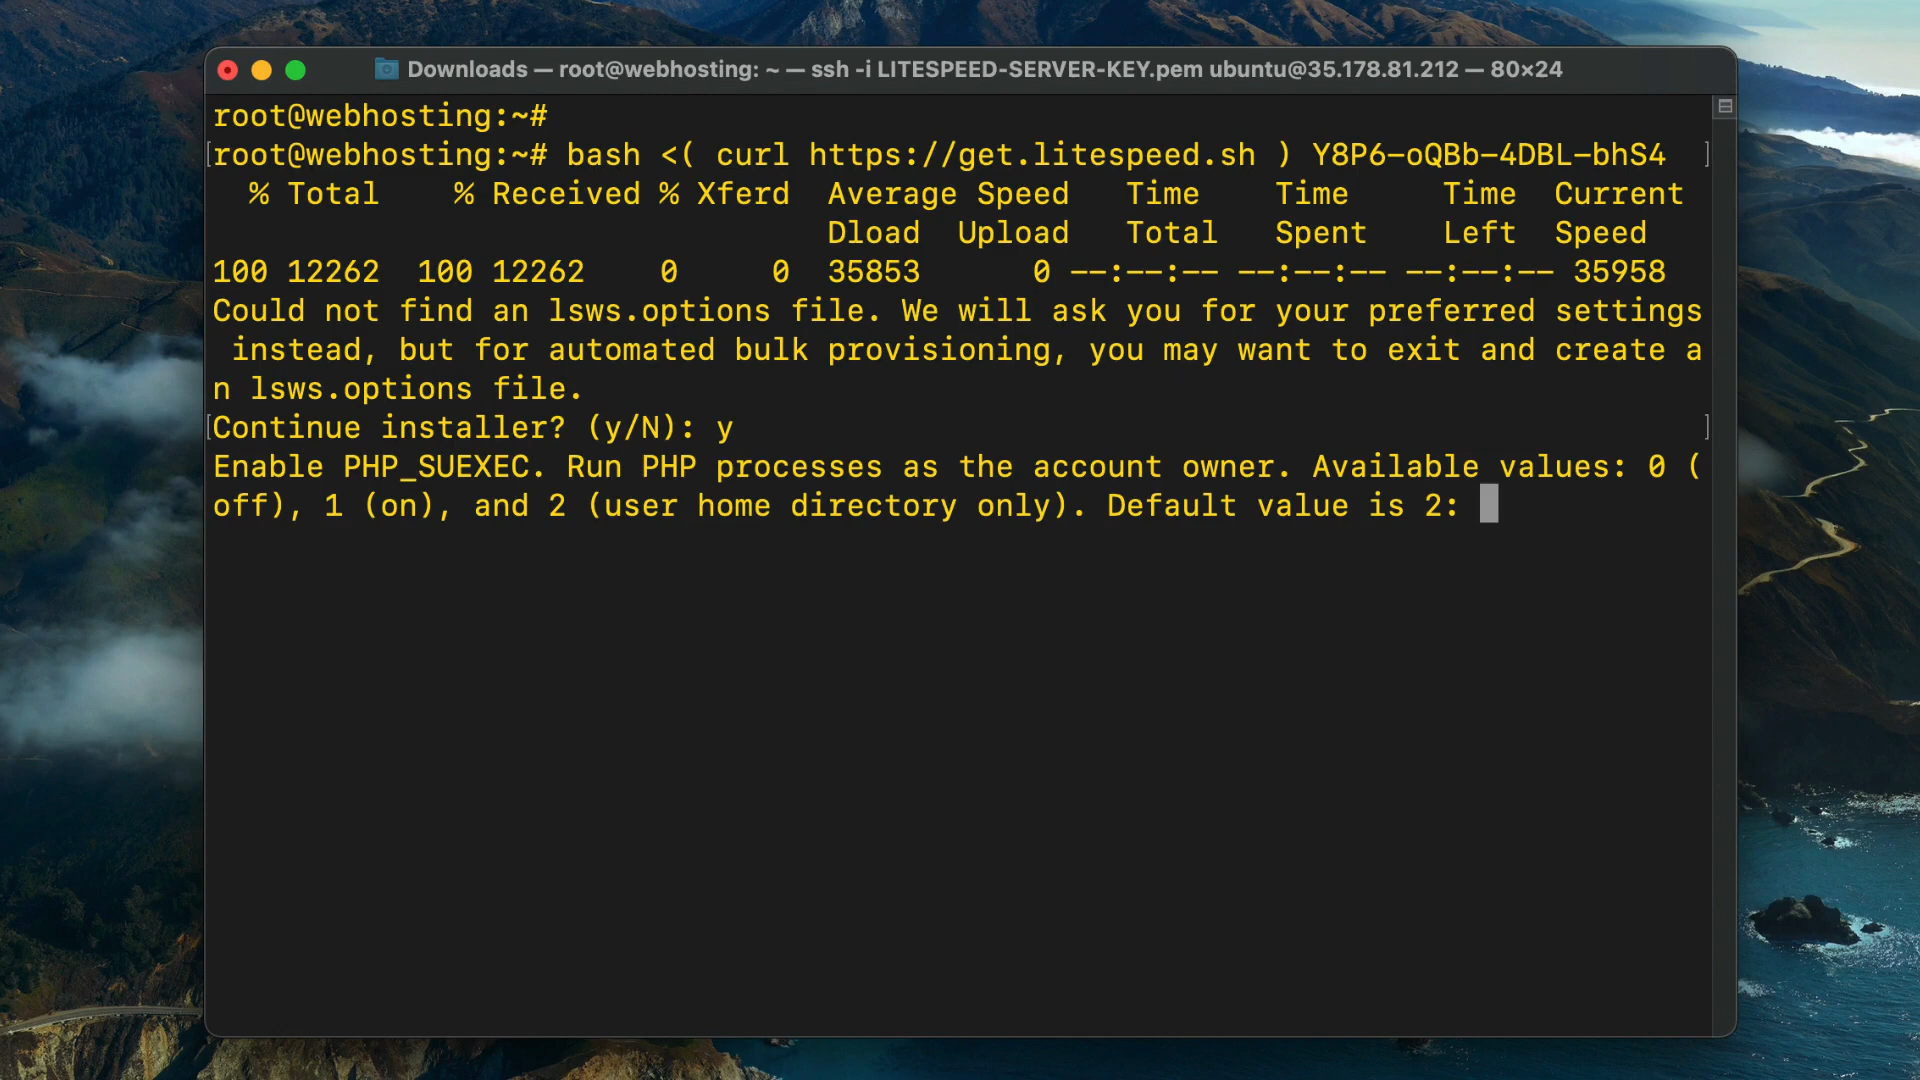 Downloads — root@webhosting: ~ — ssh -i LITESPEED-SERVER-KEY.pem ubuntu@35.178.81.212 — 80×24
root@webhosting:~#
[root@webhosting:~# bash <( curl https://get.litespeed.sh ) Y8P6-oQBb-4DBL-bhS4 ]
% Total % Received % Xferd Average Speed Time Time Time Current
Dload Upload Total Spent Left Speed
100 12262 100 12262 0 0 35853 0 --:--:-- --:--:-- --:--:-- 35958
Could not find an lsws.options file. We will ask you for your preferred settings
instead, but for automated bulk provisioning, you may want to exit and create a
n lsws.options file.
[Continue installer? (y/N): y ]
Enable PHP_SUEXEC. Run PHP processes as the account owner. Available values: 0 (
off), 1 (on), and 2 (user home directory only). Default value is 2: